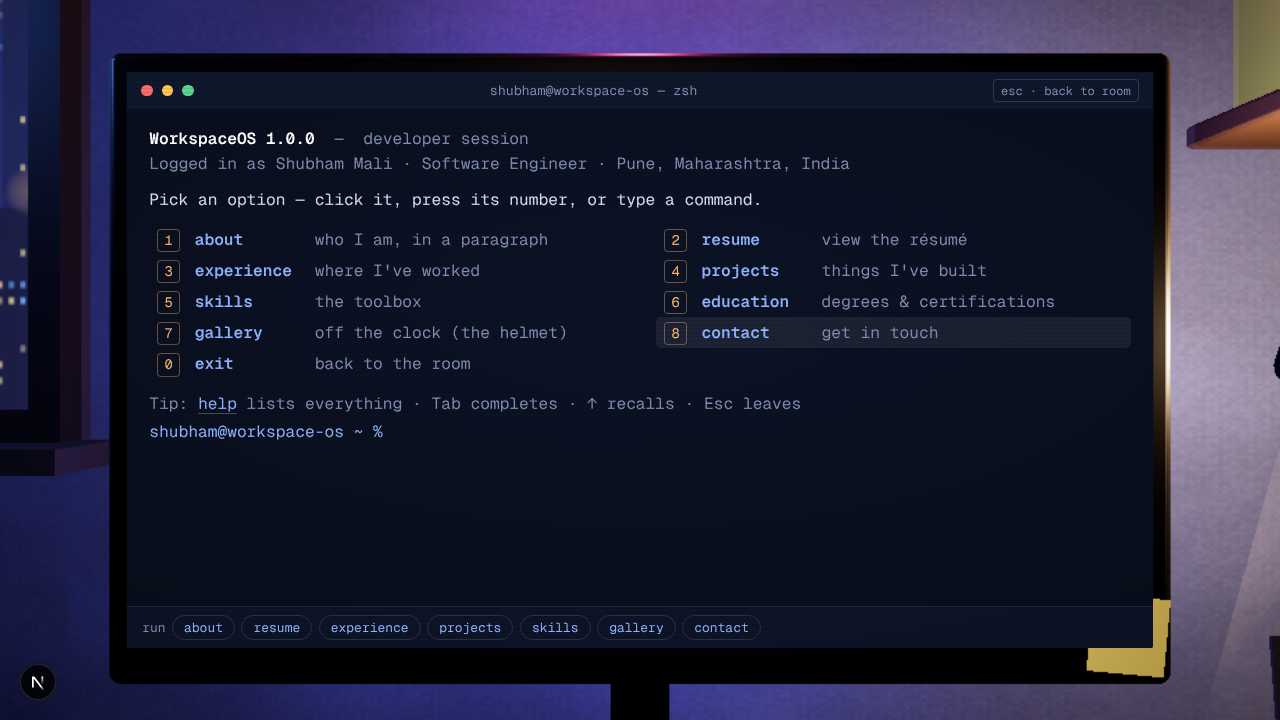 shubham@workspace-os — zsh
esc · back to room
WorkspaceOS 1.0.0 — developer session
Logged in as Shubham Mali · Software Engineer · Pune, Maharashtra, India
Pick an option — click it, press its number, or type a command.
1 about who I am, in a paragraph
2 resume view the résumé
3 experience where I've worked
4 projects things I've built
5 skills the toolbox
6 education degrees & certifications
7 gallery off the clock (the helmet)
8 contact get in touch
0 exit back to the room
Tip: help lists everything · Tab completes · ↑ recalls · Esc leaves
shubham@workspace-os ~ %
run about resume experience projects skills gallery contact
N